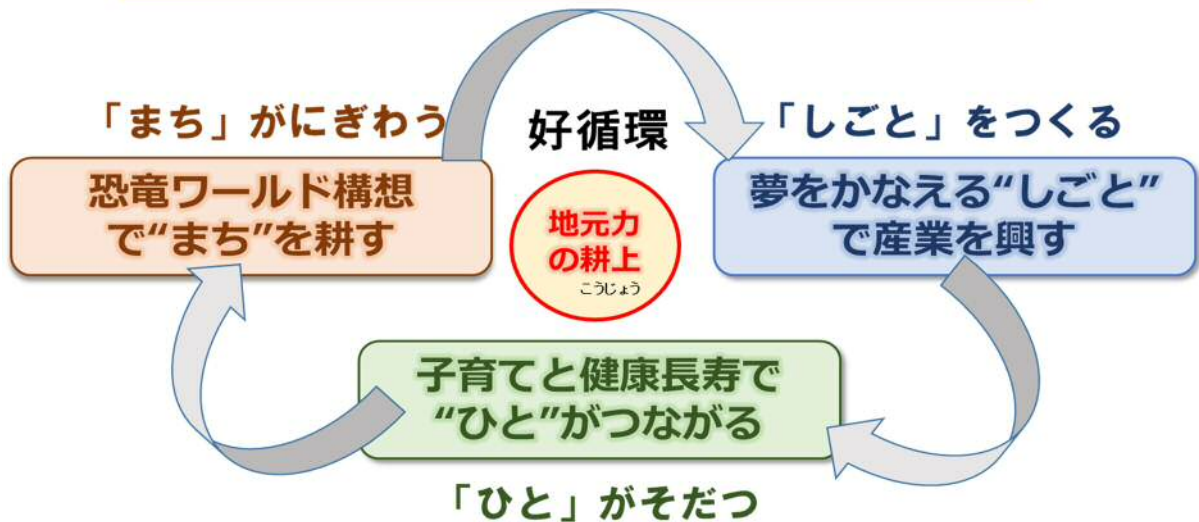 「まち」がにぎわう
恐竜ワールド構想
で“まち”を耕す
好循環
地元力
の耕上
こうじょう
「しごと」をつくる
夢をかなえる“しごと”
で産業を興す
子育てと健康長寿で
“ひと”がつながる
「ひと」がそだつ